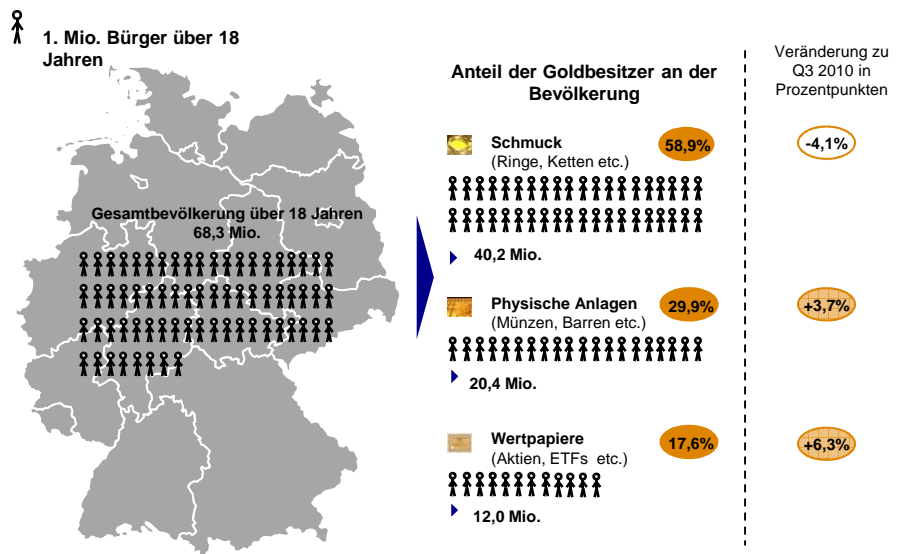 1. Mio. Bürger über 18
Jahren
Gesamtbevölkerung über 18 Jahren
68,3 Mio.
Anteil der Goldbesitzer an der
Bevölkerung
Veränderung zu
Q3 2010 in
Prozentpunkten
Schmuck
(Ringe, Ketten etc.)
58,9%
-4,1%
40,2 Mio.
Physische Anlagen
(Münzen, Barren etc.)
29,9%
+3,7%
20,4 Mio.
Wertpapiere
(Aktien, ETFs etc.)
17,6%
+6,3%
12,0 Mio.